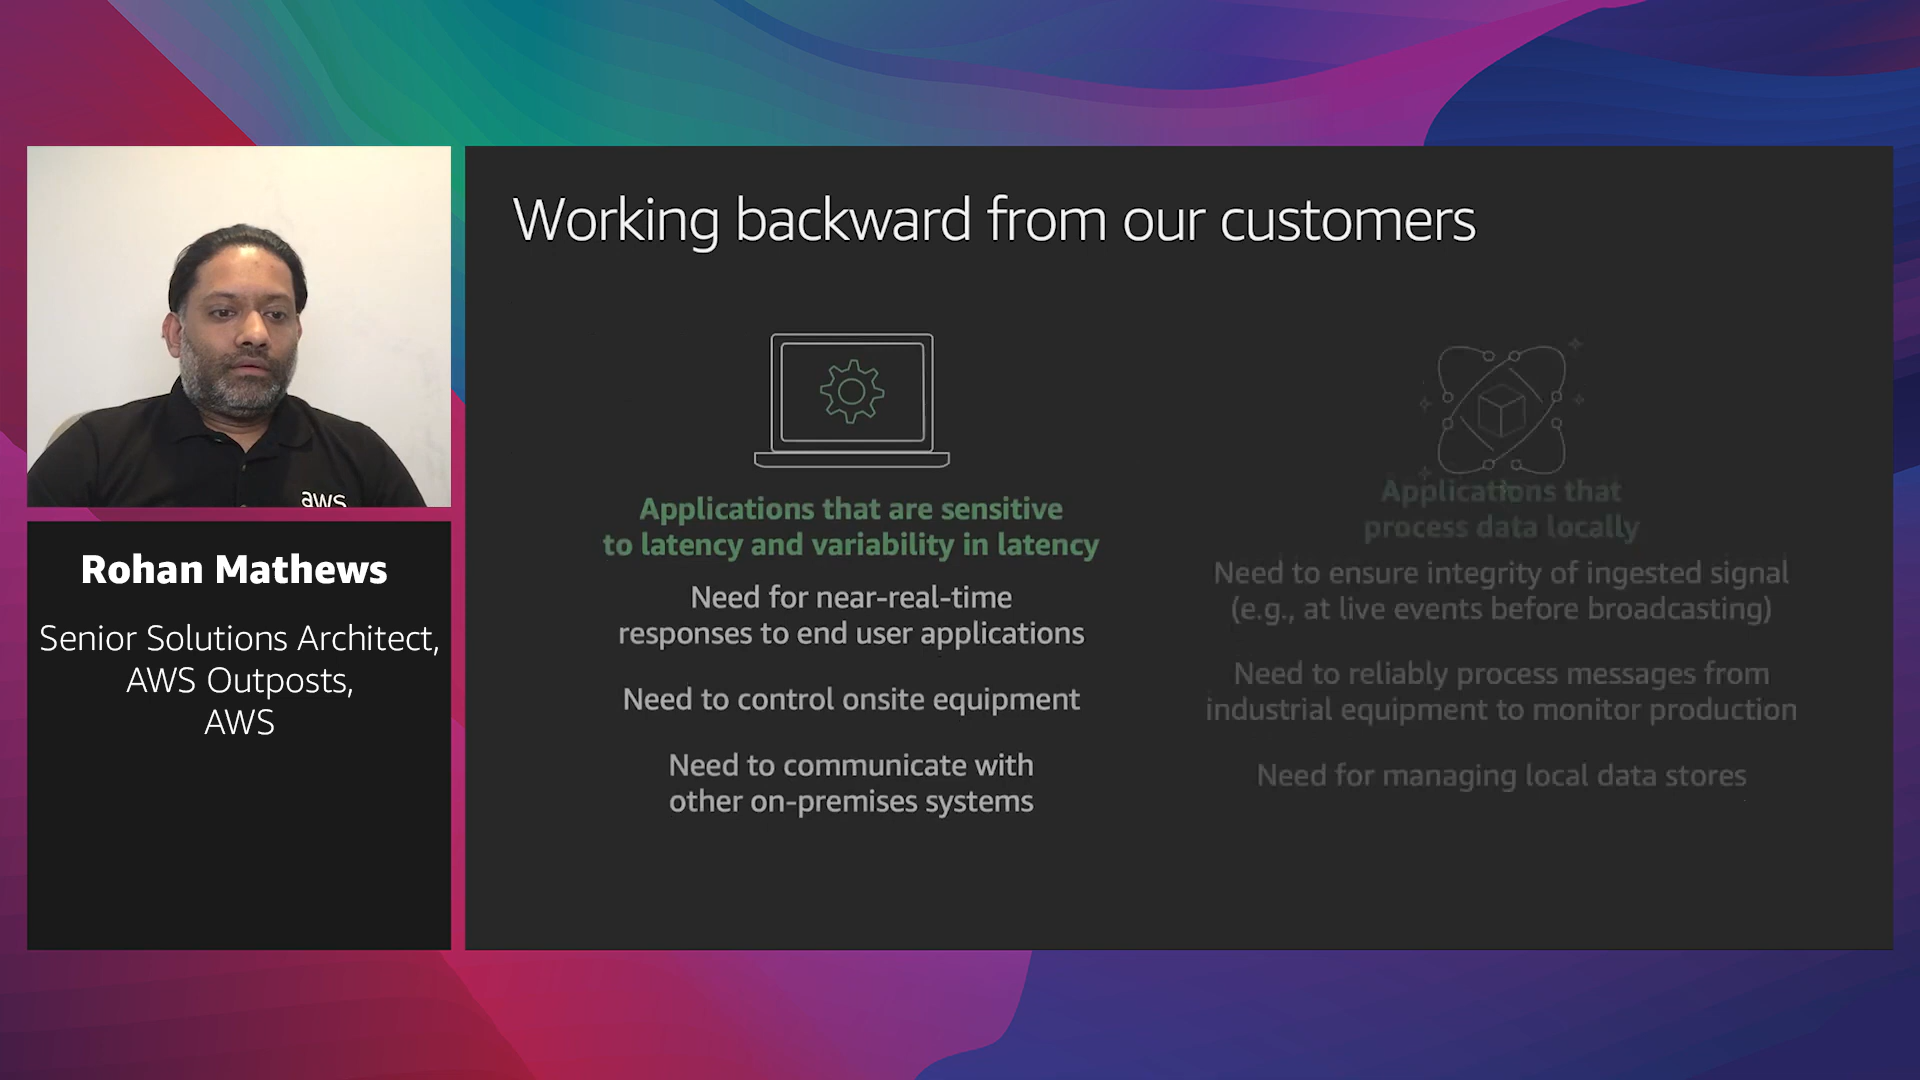 Working backward from our customers
aws
Rohan Mathews
Senior Solutions Architect,
AWS Outposts,
AWS
Applications that are sensitive
to latency and variability in latency
Need for near-real-time
responses to end user applications
Need to control onsite equipment
Need to communicate with
other on-premises systems
Applications that
process data locally
Need to ensure integrity of ingested signal
(e.g., at live events before broadcasting)
Need to reliably process messages from
industrial equipment to monitor production
Need for managing local data stores